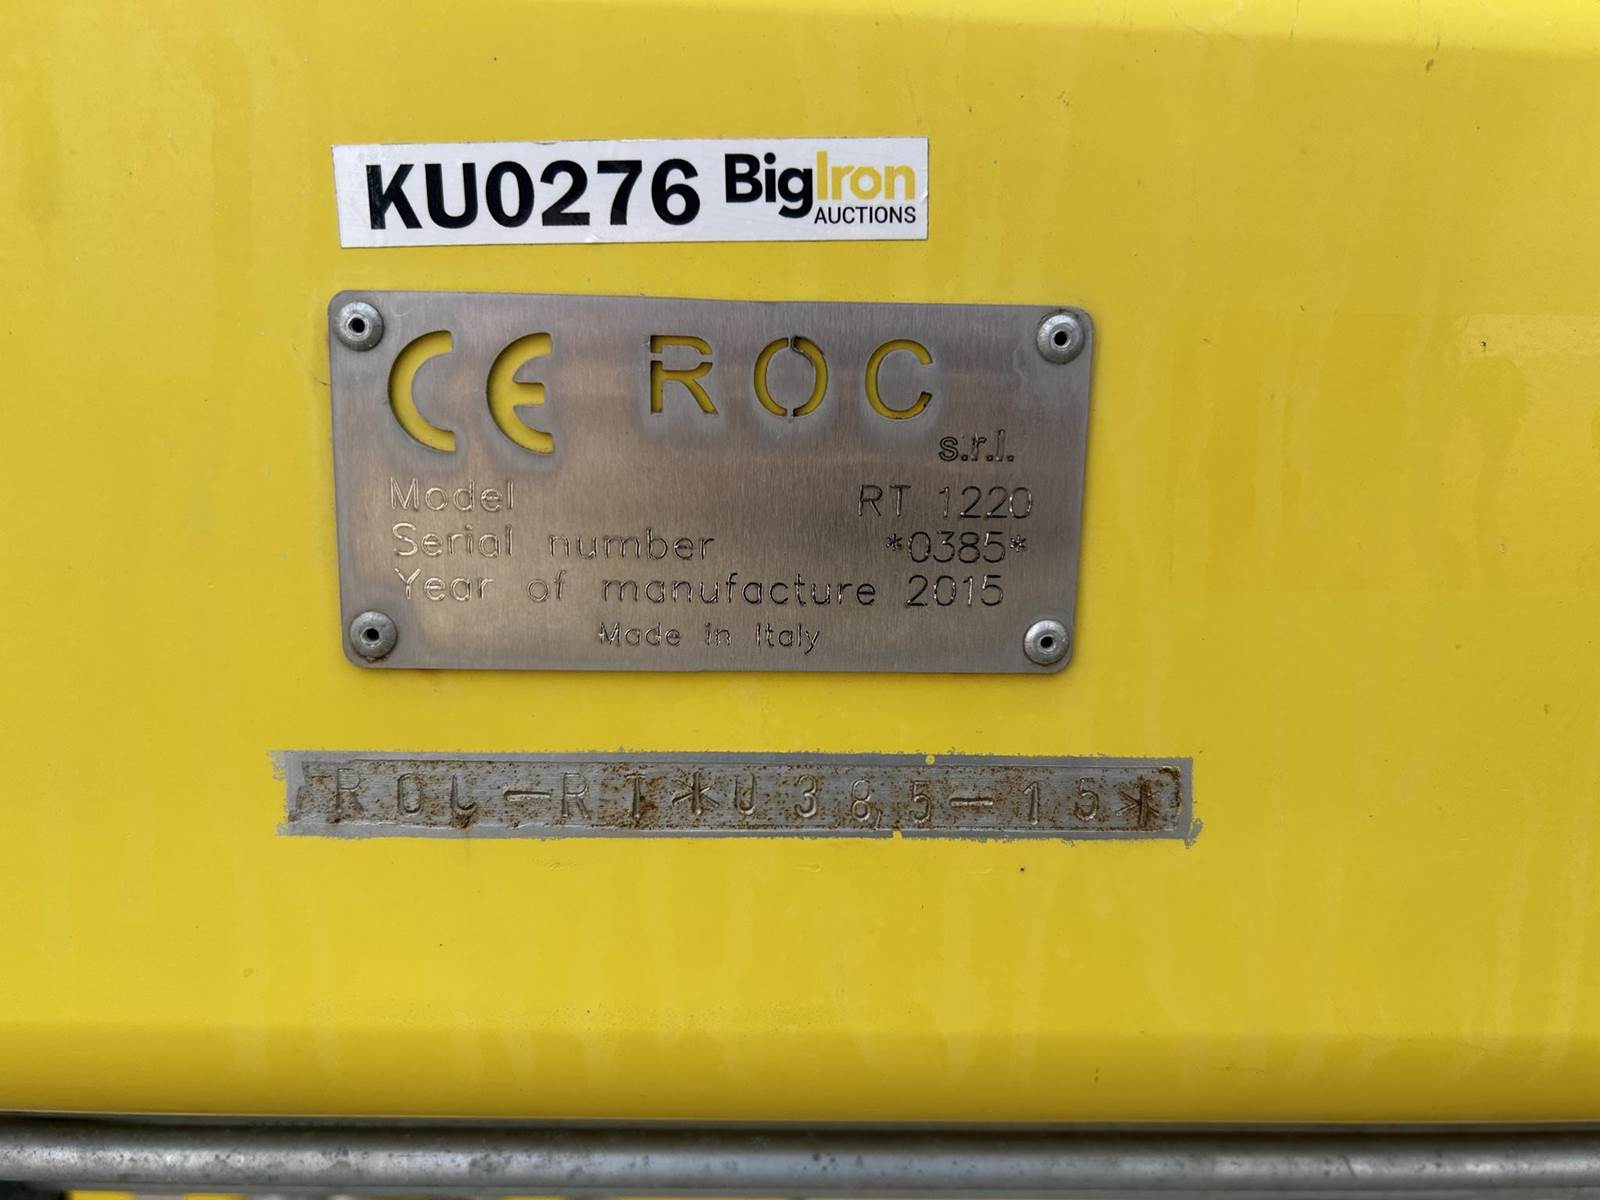 KU0276 BigIron
AUCTIONS
CE ROC
s.r.l.
Model RT 1220
Serial number *0385*
Year of manufacture 2015
Made in Italy
ROC-RT*0385-15*